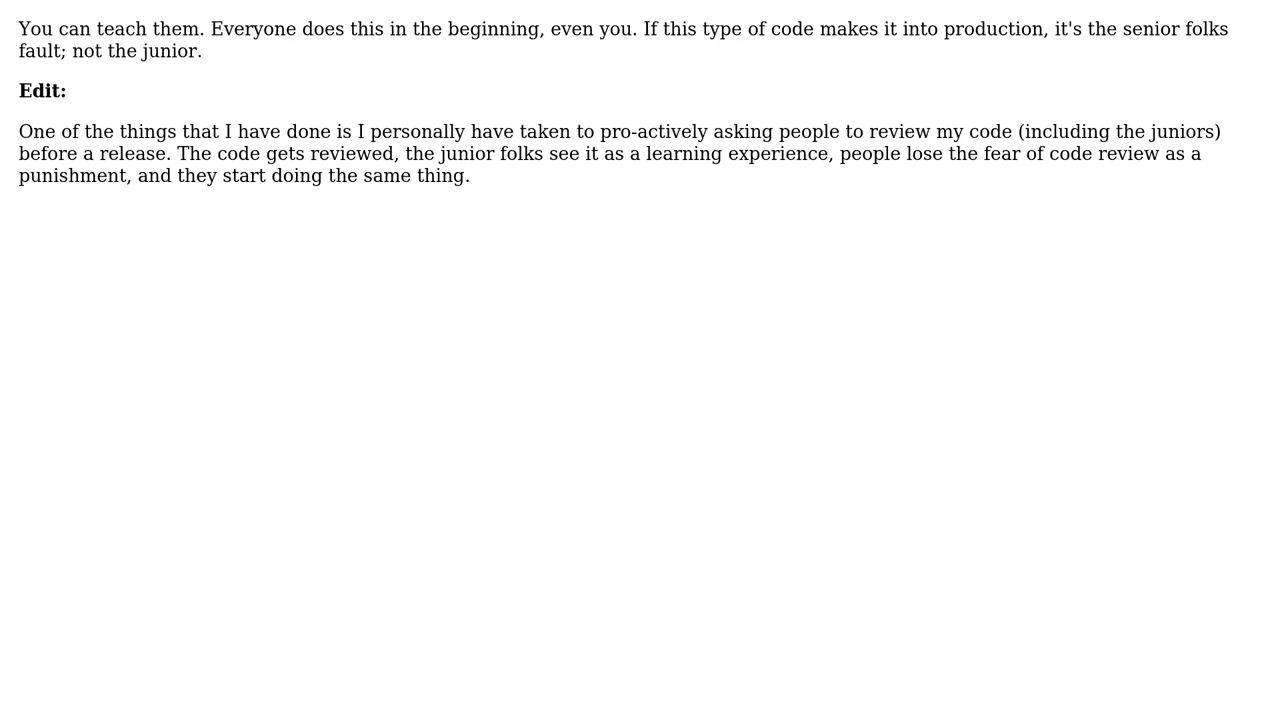 You can teach them. Everyone does this in the beginning, even you. If this type of code makes it into production, it's the senior folks
fault; not the junior.
Edit:
One of the things that I have done is I personally have taken to pro-actively asking people to review my code (including the juniors)
before a release. The code gets reviewed, the junior folks see it as a learning experience, people lose the fear of code review as a
punishment, and they start doing the same thing.